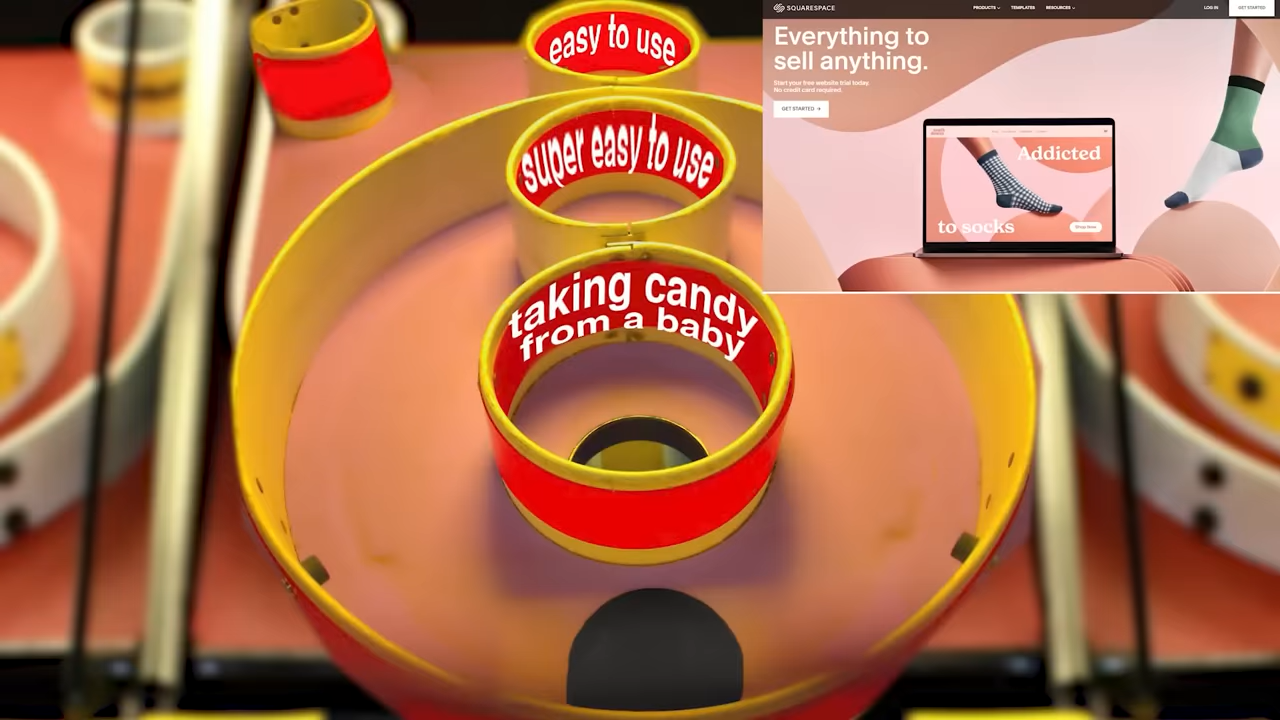 easy to use
super easy to use
taking candy
from a baby
SQUARESPACE
PRODUCTS
TEMPLATES
RESOURCES
LOG IN
GET STARTED
Everything to
sell anything.
Start your free website trial today.
No credit card required.
GET STARTED →
Addicted
to socks
Shop Now